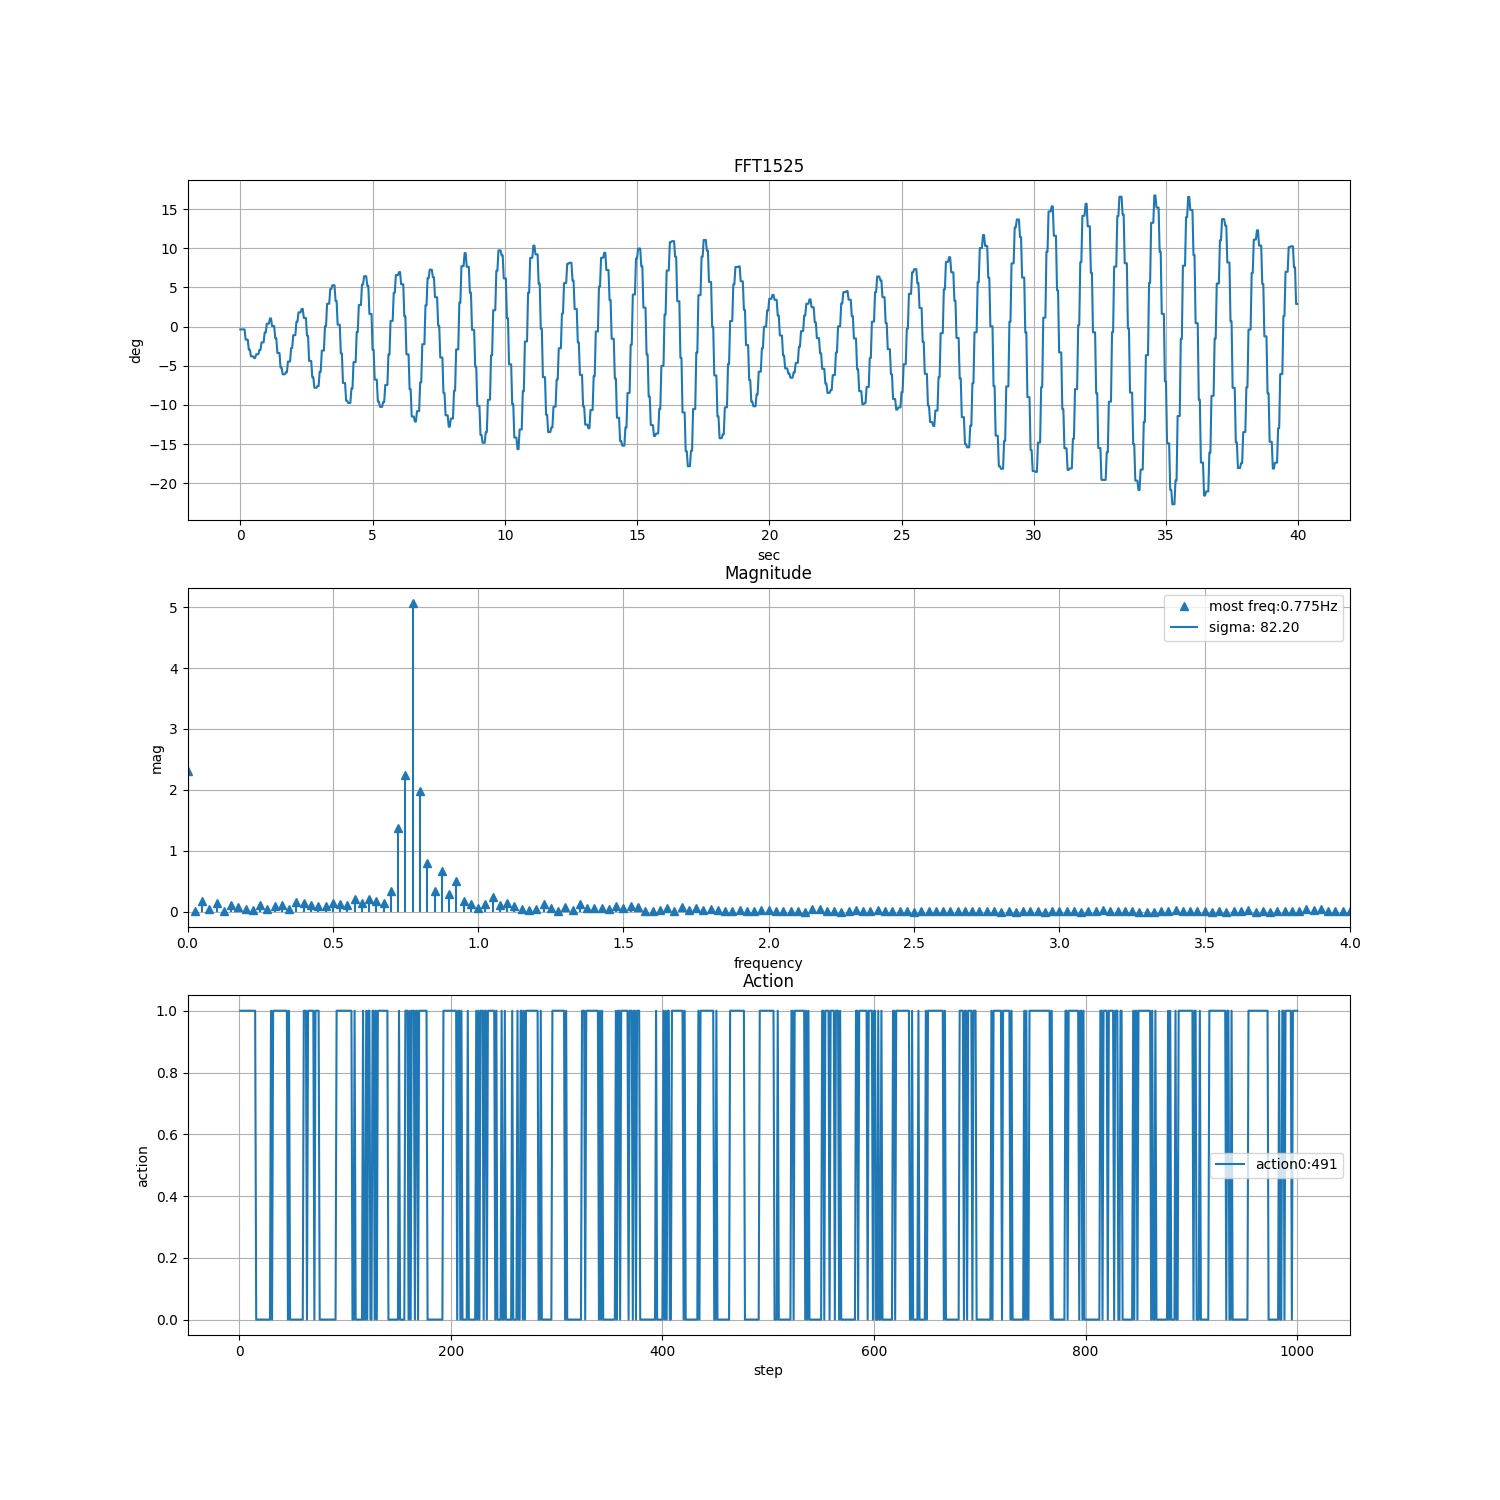 FFT1525
15
10
5
0
−5
−10
−15
−20
deg
0 5 10 15 20 25 30 35 40
sec
Magnitude
5
4
3
2
1
0
mag
most freq:0.775Hz
sigma: 82.20
0.0 0.5 1.0 1.5 2.0 2.5 3.0 3.5 4.0
frequency
Action
1.0
0.8
0.6
0.4
0.2
0.0
action
action0:491
0 200 400 600 800 1000
step